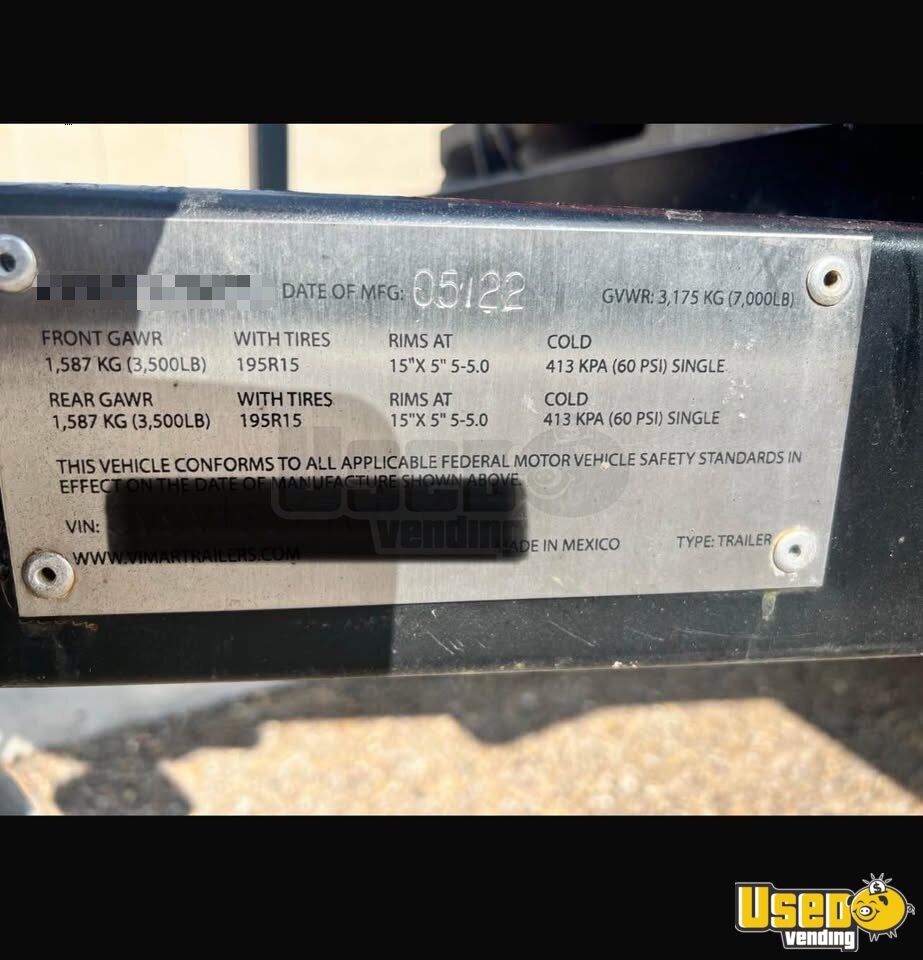 DATE OF MFG: 05/22 GVWR: 3,175 KG (7,000LB)
FRONT GAWR WITH TIRES RIMS AT COLD
1,587 KG (3,500LB) 195R15 15"X 5" 5-5.0 413 KPA (60 PSI) SINGLE
REAR GAWR WITH TIRES RIMS AT COLD
1,587 KG (3,500LB) 195R15 15"X 5" 5-5.0 413 KPA (60 PSI) SINGLE
THIS VEHICLE CONFORMS TO ALL APPLICABLE FEDERAL MOTOR VEHICLE SAFETY STANDARDS IN
EFFECT ON THE DATE OF MANUFACTURE SHOWN ABOVE.
VIN:
WWW.VIMARTRAILERS.COM MADE IN MEXICO TYPE: TRAILER
USED
vending
USED
vending